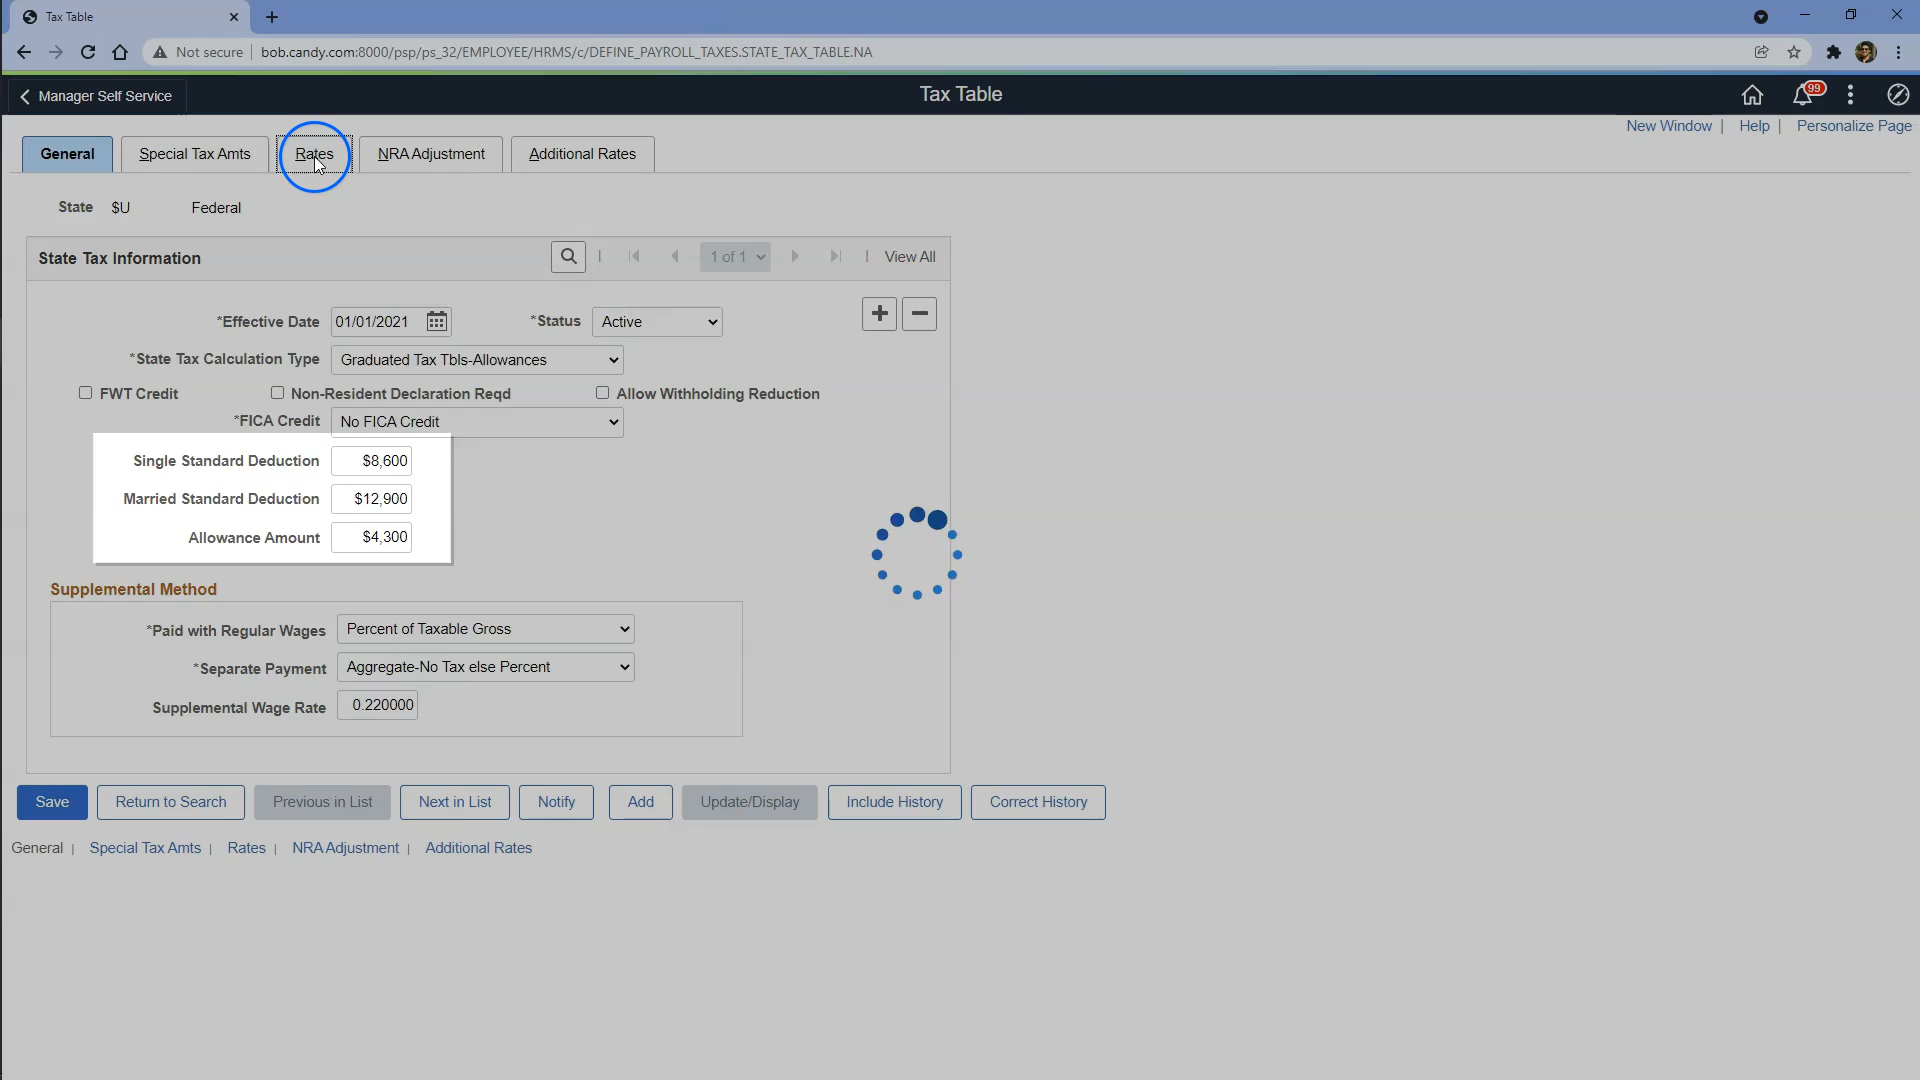 Tax Table
Not secure bob.candy.com:8000/psp/ps_32/EMPLOYEE/HRMS/c/DEFINE_PAYROLL_TAXES.STATE_TAX_TABLE.NA
Manager Self Service Tax Table 99
New Window | Help | Personalize Page
General Special Tax Amts Rates NRA Adjustment Additional Rates
State $U Federal
State Tax Information | 1 of 1 | View All
*Effective Date 01/01/2021 *Status Active
*State Tax Calculation Type Graduated Tax Tbls-Allowances
FWT Credit Non-Resident Declaration Reqd Allow Withholding Reduction
*FICA Credit No FICA Credit
Single Standard Deduction $8,600
Married Standard Deduction $12,900
Allowance Amount $4,300
Supplemental Method
*Paid with Regular Wages Percent of Taxable Gross
*Separate Payment Aggregate-No Tax else Percent
Supplemental Wage Rate 0.220000
Save Return to Search Previous in List Next in List Notify Add Update/Display Include History Correct History
General | Special Tax Amts | Rates | NRA Adjustment | Additional Rates